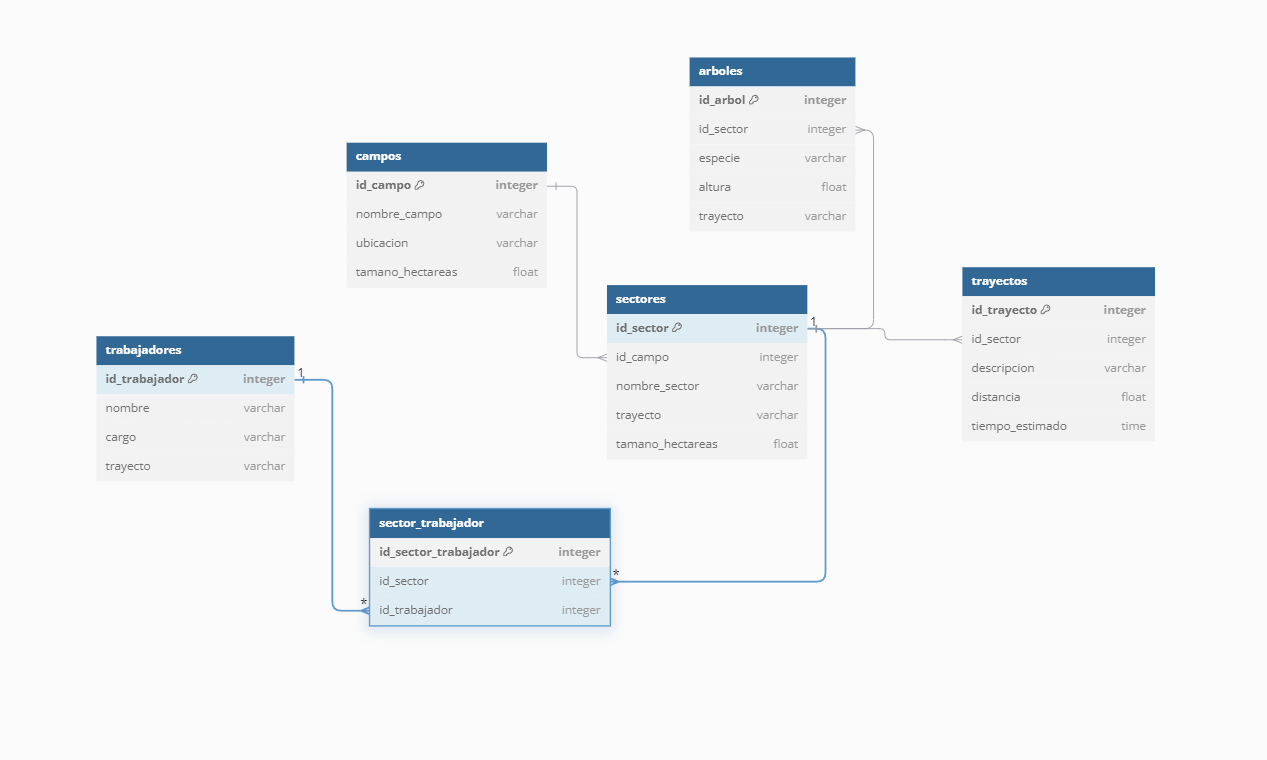 arboles
id_arbol integer
id_sector integer
especie varchar
altura float
trayecto varchar
campos
id_campo integer
nombre_campo varchar
ubicacion varchar
tamano_hectareas float
sectores
id_sector integer 1
id_campo integer
nombre_sector varchar
trayecto varchar
tamano_hectareas float
trayectos
id_trayecto integer
id_sector integer
descripcion varchar
distancia float
tiempo_estimado time
trabajadores
id_trabajador integer 1
nombre varchar
cargo varchar
trayecto varchar
sector_trabajador
id_sector_trabajador integer
id_sector integer *
* id_trabajador integer